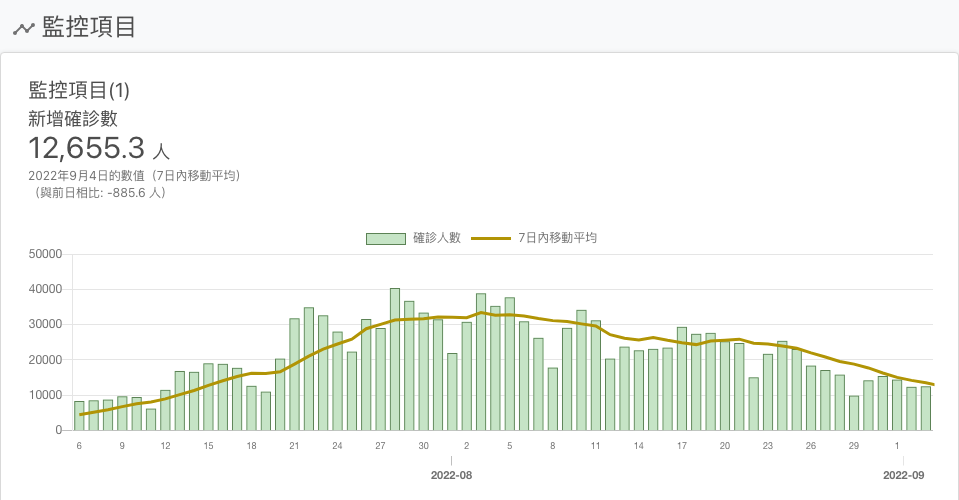 監控項目
監控項目(1)
新增確診數
12,655.3 人
2022年9月4日的數值（7日內移動平均）
（與前日相比: -885.6 人）
確診人數 7日內移動平均
50000
40000
30000
20000
10000
0
6 9 12 15 18 21 24 27 30 2 5 8 11 14 17 20 23 26 29 1
2022-08 2022-09